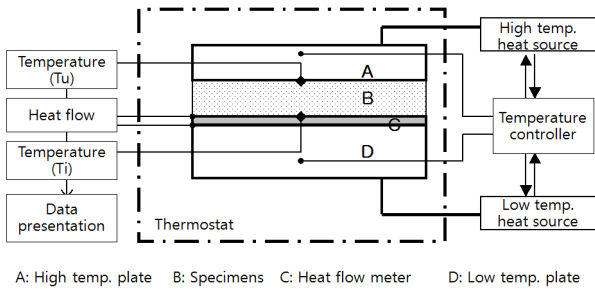 Temperature
(Tu)
Heat flow
Temperature
(Ti)
Data
presentation
A
B
C
D
Thermostat
High temp.
heat source
Temperature
controller
Low temp.
heat source
A: High temp. plate B: Specimens C: Heat flow meter D: Low temp. plate